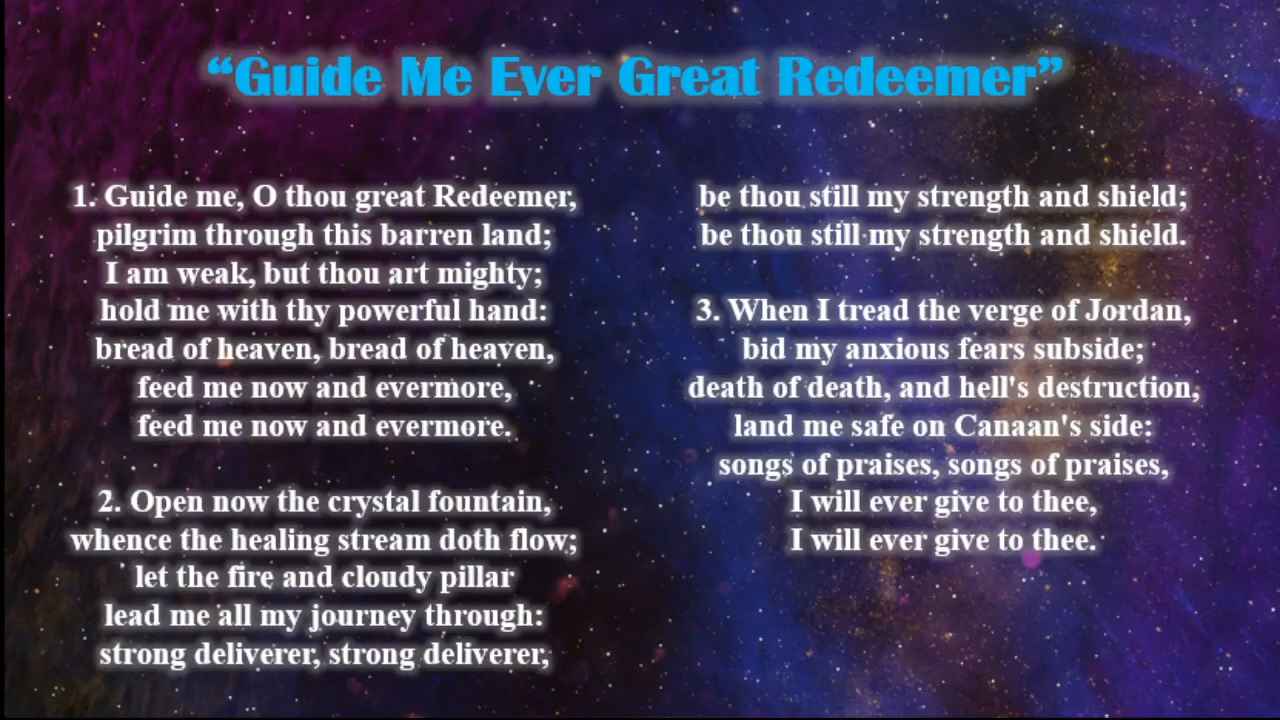 “Guide Me Ever Great Redeemer”
1. Guide me, O thou great Redeemer,
pilgrim through this barren land;
I am weak, but thou art mighty;
hold me with thy powerful hand:
bread of heaven, bread of heaven,
feed me now and evermore,
feed me now and evermore.
2. Open now the crystal fountain,
whence the healing stream doth flow;
let the fire and cloudy pillar
lead me all my journey through:
strong deliverer, strong deliverer,
be thou still my strength and shield;
be thou still my strength and shield.
3. When I tread the verge of Jordan,
bid my anxious fears subside;
death of death, and hell's destruction,
land me safe on Canaan's side:
songs of praises, songs of praises,
I will ever give to thee,
I will ever give to thee.